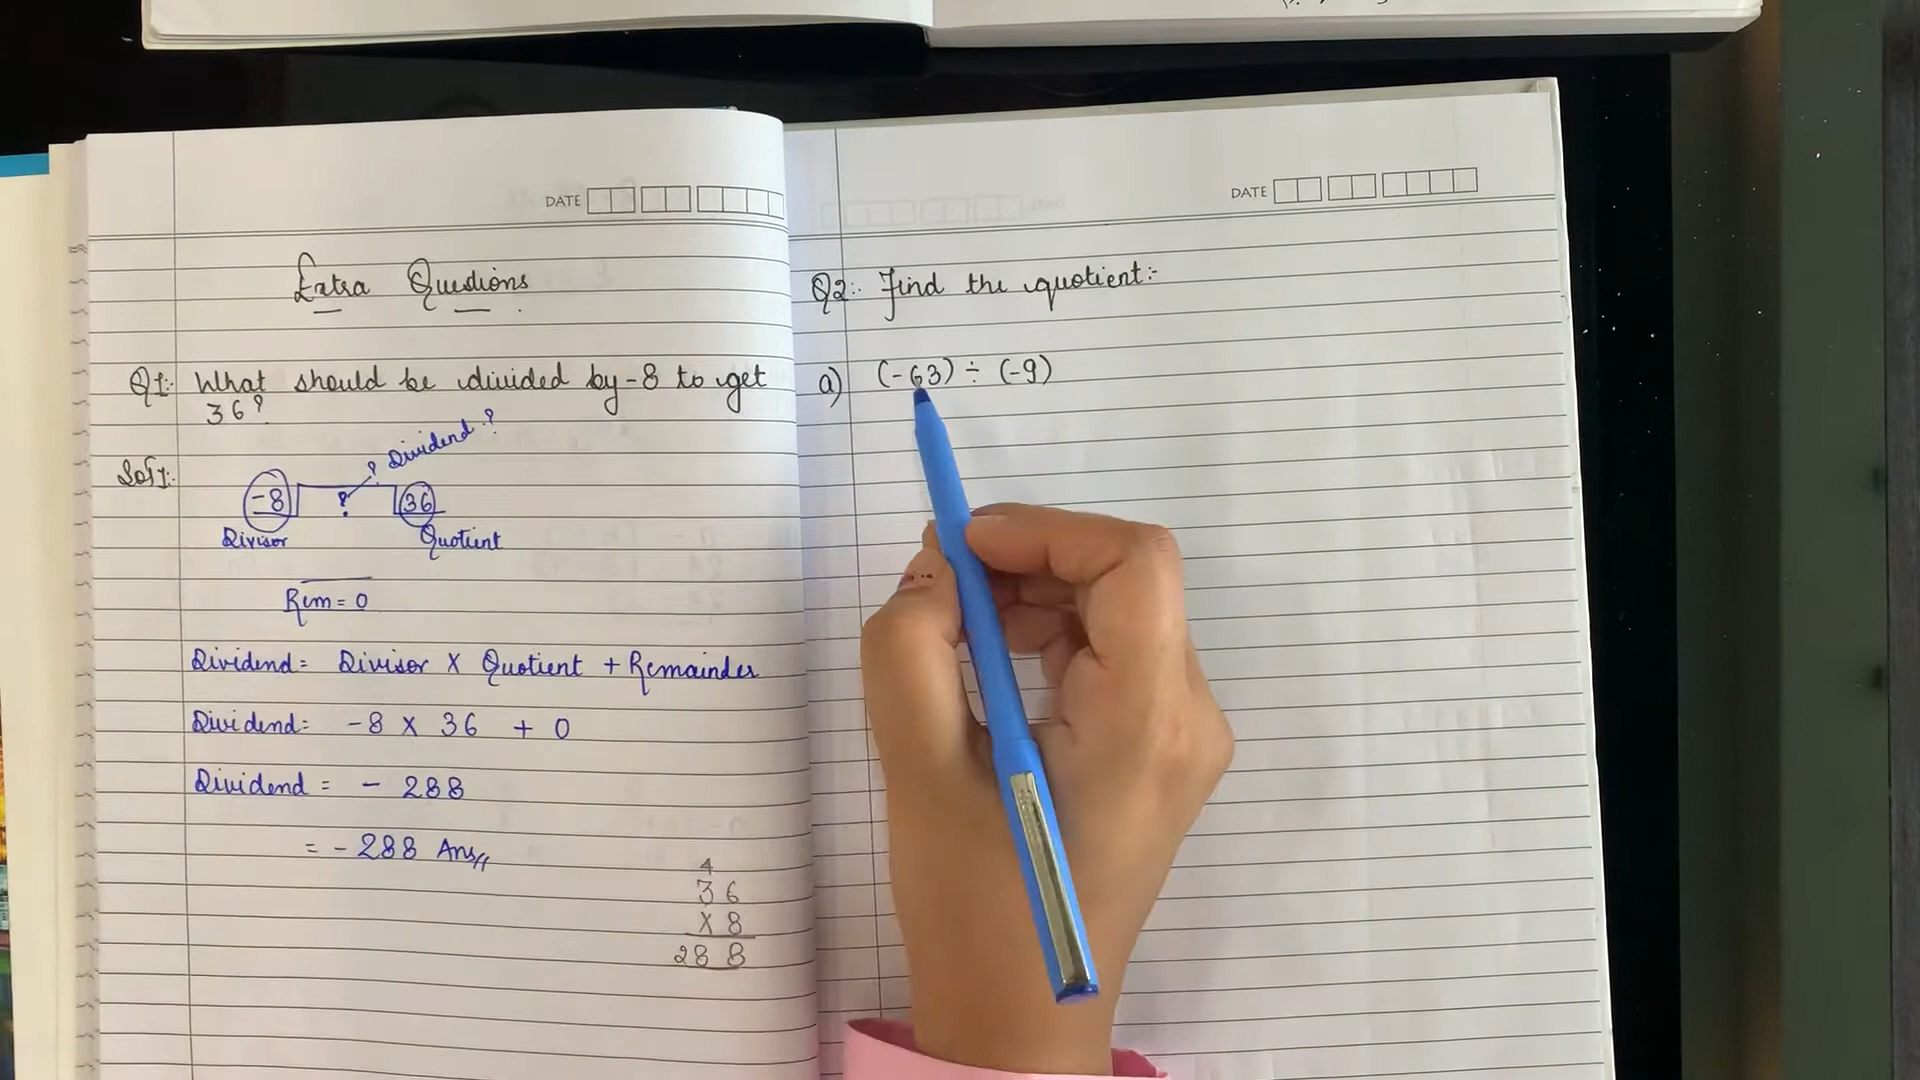 DATE
Extra Questions
Q1:- What should be divided by -8 to get
36?
Sol:-
? Dividend ?
-8 ? 36
Divisor Quotient
Rem = 0
Dividend = Divisor X Quotient + Remainder
Dividend = -8 X 36 + 0
Dividend = - 288
= - 288 Ans//
4
36
X 8
288
DATE
Q2:- Find the quotient:-
a) (-63) ÷ (-9)